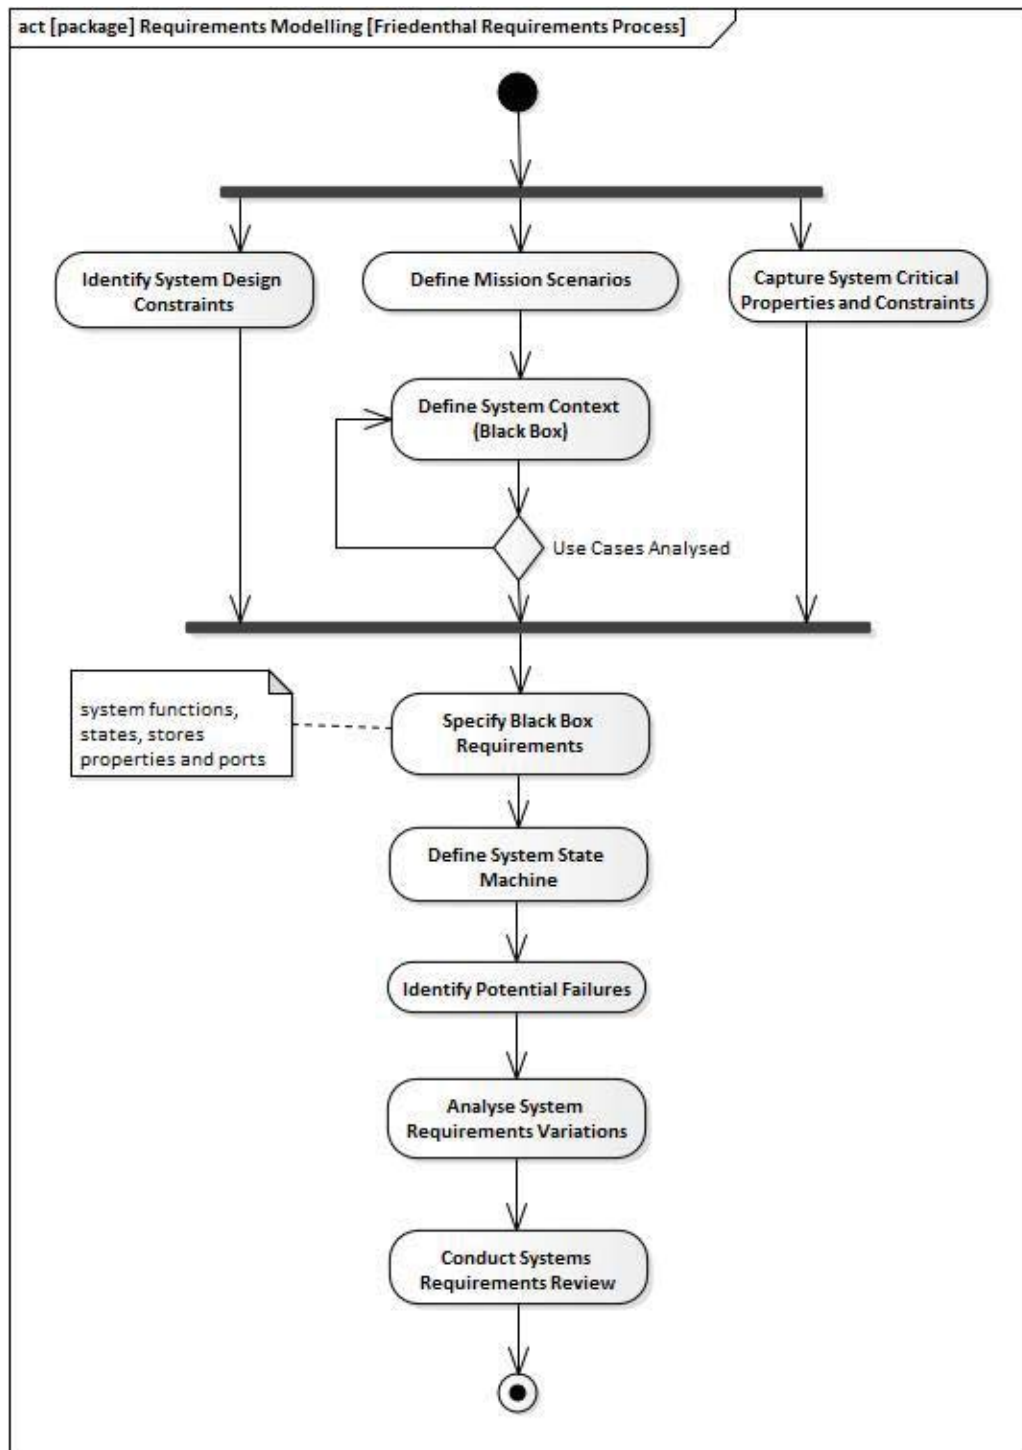 act [package] Requirements Modelling [Friedenthal Requirements Process]
Identify System Design
Constraints
Define Mission Scenarios
Capture System Critical
Properties and Constraints
Define System Context
(Black Box)
Use Cases Analysed
system functions,
states, stores
properties and ports
Specify Black Box
Requirements
Define System State
Machine
Identify Potential Failures
Analyse System
Requirements Variations
Conduct Systems
Requirements Review